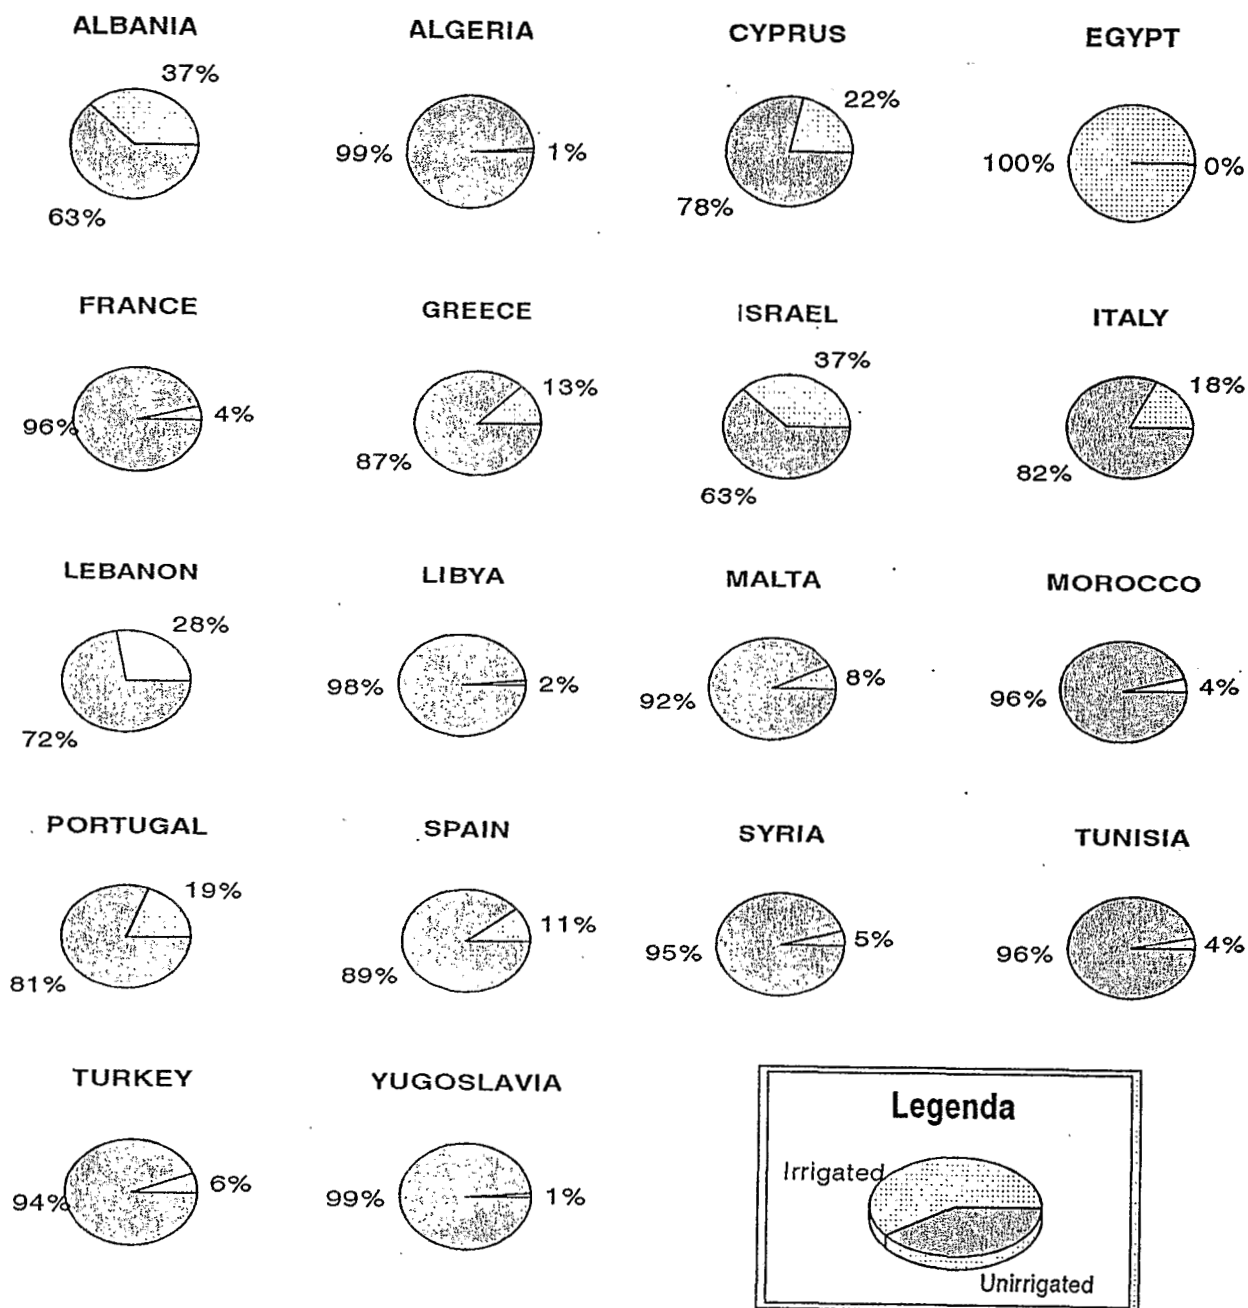 ALBANIA
37%
63%
ALGERIA
99%
1%
CYPRUS
22%
78%
EGYPT
100%
0%
FRANCE
96%
4%
GREECE
13%
87%
ISRAEL
37%
63%
ITALY
18%
82%
LEBANON
28%
72%
LIBYA
98%
2%
MALTA
92%
8%
MOROCCO
96%
4%
PORTUGAL
19%
81%
SPAIN
11%
89%
SYRIA
95%
5%
TUNISIA
96%
4%
TURKEY
94%
6%
YUGOSLAVIA
99%
1%
Legenda
Irrigated
Unirrigated